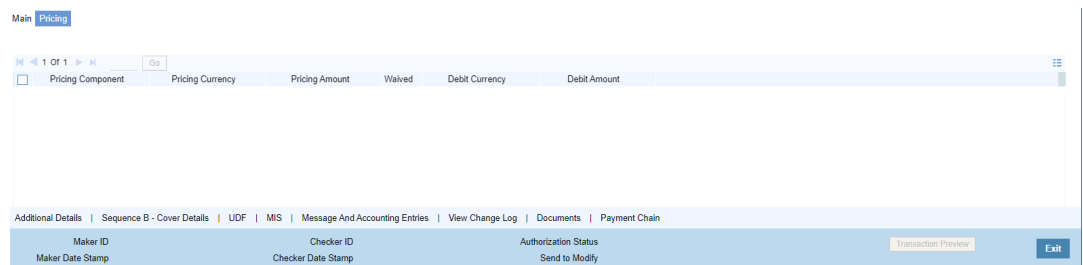 Main Pricing
1 Of 1 Go
Pricing Component Pricing Currency Pricing Amount Waived Debit Currency Debit Amount
Additional Details | Sequence B - Cover Details | UDF | MIS | Message And Accounting Entries | View Change Log | Documents | Payment Chain
Maker ID Checker ID Authorization Status Transaction Preview Exit
Maker Date Stamp Checker Date Stamp Send to Modify